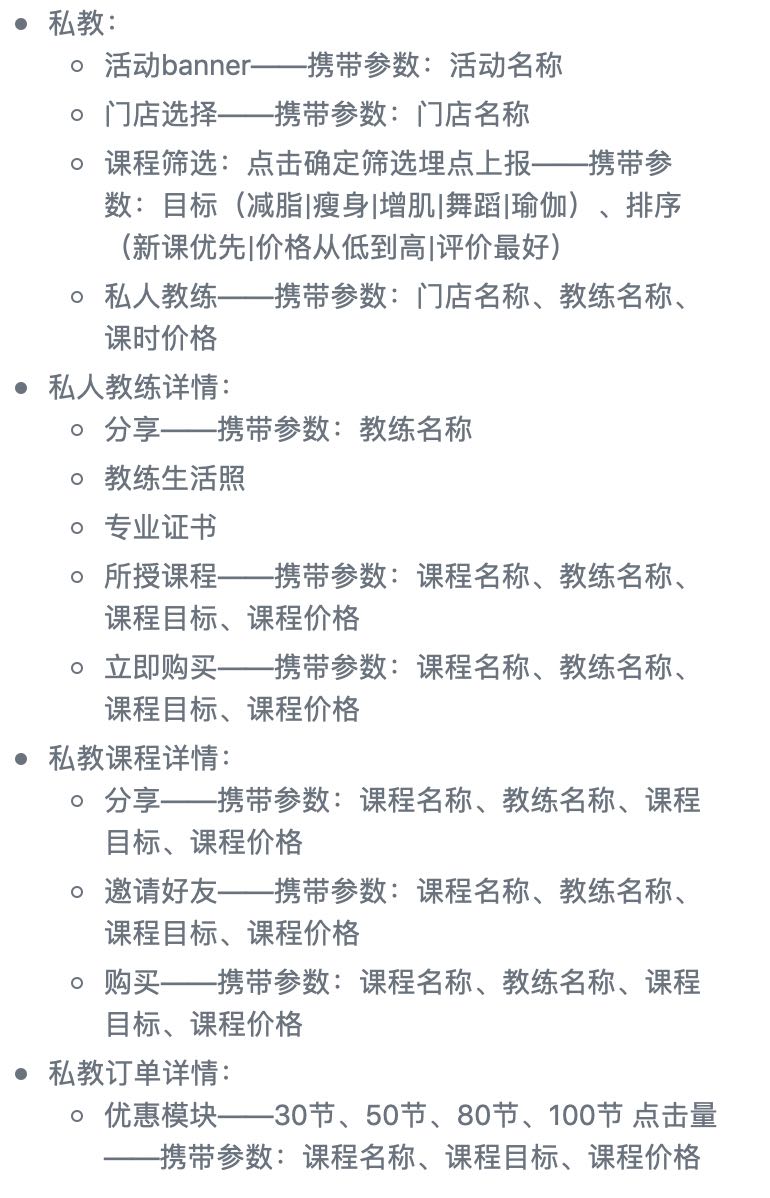 私教：
活动banner——携带参数：活动名称
门店选择——携带参数：门店名称
课程筛选：点击确定筛选埋点上报——携带参
数：目标（减脂|瘦身|增肌|舞蹈|瑜伽）、排序
（新课优先|价格从低到高|评价最好）
私人教练——携带参数：门店名称、教练名称、
课时价格
私人教练详情：
分享——携带参数：教练名称
教练生活照
专业证书
所授课程——携带参数：课程名称、教练名称、
课程目标、课程价格
立即购买——携带参数：课程名称、教练名称、
课程目标、课程价格
私教课程详情：
分享——携带参数：课程名称、教练名称、课程
目标、课程价格
邀请好友——携带参数：课程名称、教练名称、
课程目标、课程价格
购买——携带参数：课程名称、教练名称、课程
目标、课程价格
私教订单详情：
优惠模块——30节、50节、80节、100节 点击量
——携带参数：课程名称、课程目标、课程价格